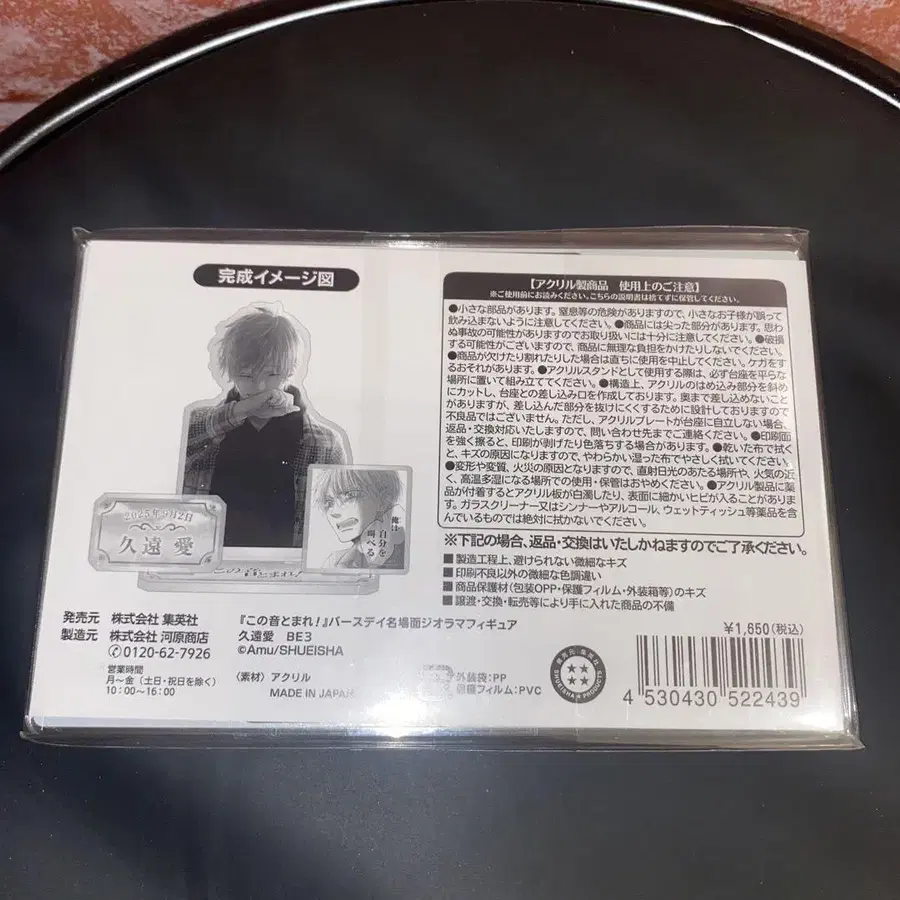 完成イメージ図
2025年5月2日
久遠 愛
俺は
自分を
叫べる
この音とまれ!
発売元 株式会社 集英社
製造元 株式会社 河原商店
✆0120-62-7926
営業時間
月~金(土日・祝日を除く)
10:00~16:00
『この音とまれ!』バースデイ名場面ジオラマフィギュア
久遠愛 BE3
©Amu/SHUEISHA
〈素材〉アクリル
MADE IN JAPAN
外装袋:PP
保護フィルム:PVC
【アクリル製商品 使用上のご注意】
※ご使用前にお読みください。こちらの説明書は捨てずに保管してください。
●小さな部品があります。窒息等の危険がありますので、小さなお子様が誤って
飲み込まないように注意してください。●商品には尖った部分があります。思わ
ぬ事故の可能性がありますのでお取り扱いには十分に注意してください。●破損
する可能性がございますので、商品に無理な負担をかけたりしないでください。
●商品が欠けたり割れたりした場合は直ちに使用を中止してください。ケガを
するおそれがあります。●アクリルスタンドとして使用する際は、必ず台座を平らな
場所に置いて組み立ててください。●構造上、アクリルのはめ込み部分を斜め
にカットし、台座との差し込み口を作成しております。奥まで差し込めないこと
がありますが、差し込んだ部分を抜けにくくするために設計しておりますので
不良品ではございません。ただし、アクリルプレートが台座に自立しない場合、
返品・交換対応いたしますので、問い合わせ先までご連絡ください。●印刷面
を強く擦ると、印刷が剥げたり色落ちする場合があります。●乾いた布で拭く
と、キズの原因になりますので、やわらかい湿った布でやさしく拭いてください。
●変形や変質、火災の原因となりますので、直射日光のあたる場所や、火気の近
く、高温多湿になる場所での使用・保管はおやめください。●アクリル製品に薬
品が付着するとアクリル板が白濁したり、表面に細かいヒビが入ることがありま
す。ガラスクリーナー又はシンナーやアルコール、ウェットティッシュ等薬品を含
んでいるものでは絶対に拭かないでください。
※下記の場合、返品・交換はいたしかねますのでご了承ください。
■製造工程上、避けられない微細なキズ
■印刷不良以外の微細な色調違い
■商品保護材(包装OPP・保護フィルム・外装箱等)のキズ
■譲渡・交換・転売等により手に入れた商品の不備
¥1,650(税込)
発売元・集英社
SHUEISHA PRODUCTS
4 530430 522439